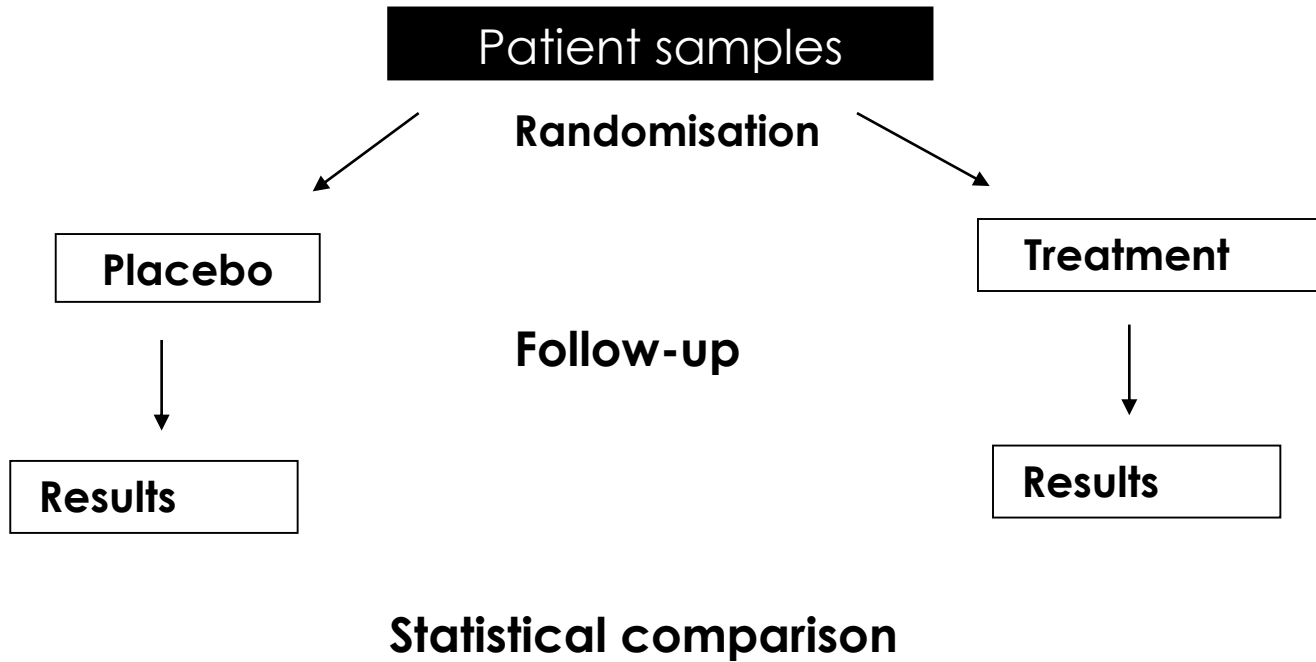 Patient samples
Randomisation
Placebo
Treatment
Follow-up
Results
Results
Statistical comparison